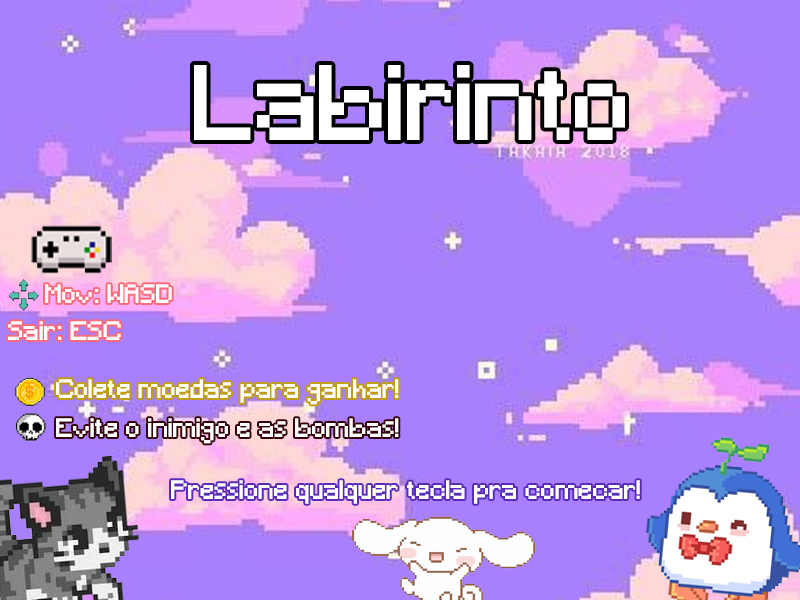 Labirinto
TAKAIA 2018
Mov: WASD
Sair: ESC
Colete moedas para ganhar!
Evite o inimigo e as bombas!
Pressione qualquer tecla pra comecar!